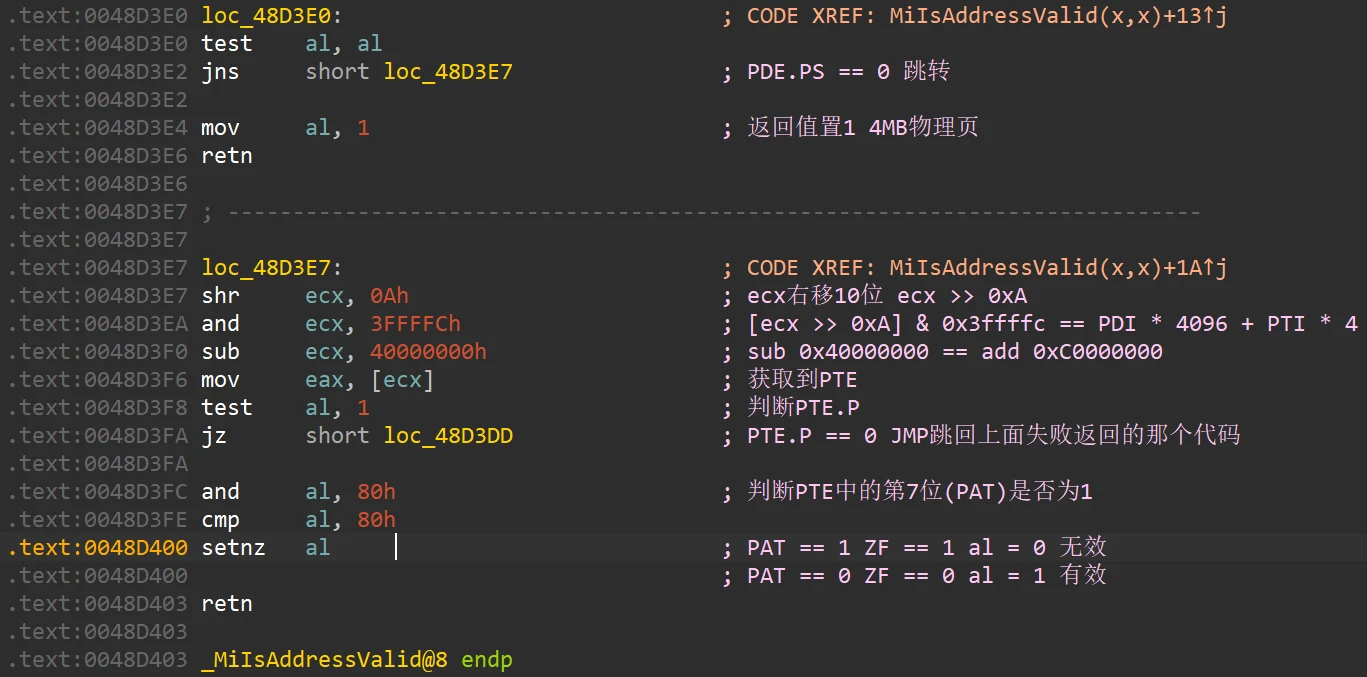 .text:0048D3E0 loc_48D3E0: ; CODE XREF: MiIsAddressValid(x,x)+13↑j
.text:0048D3E0 test al, al
.text:0048D3E2 jns short loc_48D3E7 ; PDE.PS == 0 跳转
.text:0048D3E2
.text:0048D3E4 mov al, 1 ; 返回值置1 4MB物理页
.text:0048D3E6 retn
.text:0048D3E6
.text:0048D3E7 ; ---------------------------------------------------------------------------
.text:0048D3E7
.text:0048D3E7 loc_48D3E7: ; CODE XREF: MiIsAddressValid(x,x)+1A↑j
.text:0048D3E7 shr ecx, 0Ah ; ecx右移10位 ecx >> 0xA
.text:0048D3EA and ecx, 3FFFFCh ; [ecx >> 0xA] & 0x3ffffc == PDI * 4096 + PTI * 4
.text:0048D3F0 sub ecx, 40000000h ; sub 0x40000000 == add 0xC0000000
.text:0048D3F6 mov eax, [ecx] ; 获取到PTE
.text:0048D3F8 test al, 1 ; 判断PTE.P
.text:0048D3FA jz short loc_48D3DD ; PTE.P == 0 JMP跳回上面失败返回的那个代码
.text:0048D3FA
.text:0048D3FC and al, 80h ; 判断PTE中的第7位(PAT)是否为1
.text:0048D3FE cmp al, 80h
.text:0048D400 setnz al ; PAT == 1 ZF == 1 al = 0 无效
.text:0048D400 ; PAT == 0 ZF == 0 al = 1 有效
.text:0048D403 retn
.text:0048D403
.text:0048D403 _MiIsAddressValid@8 endp